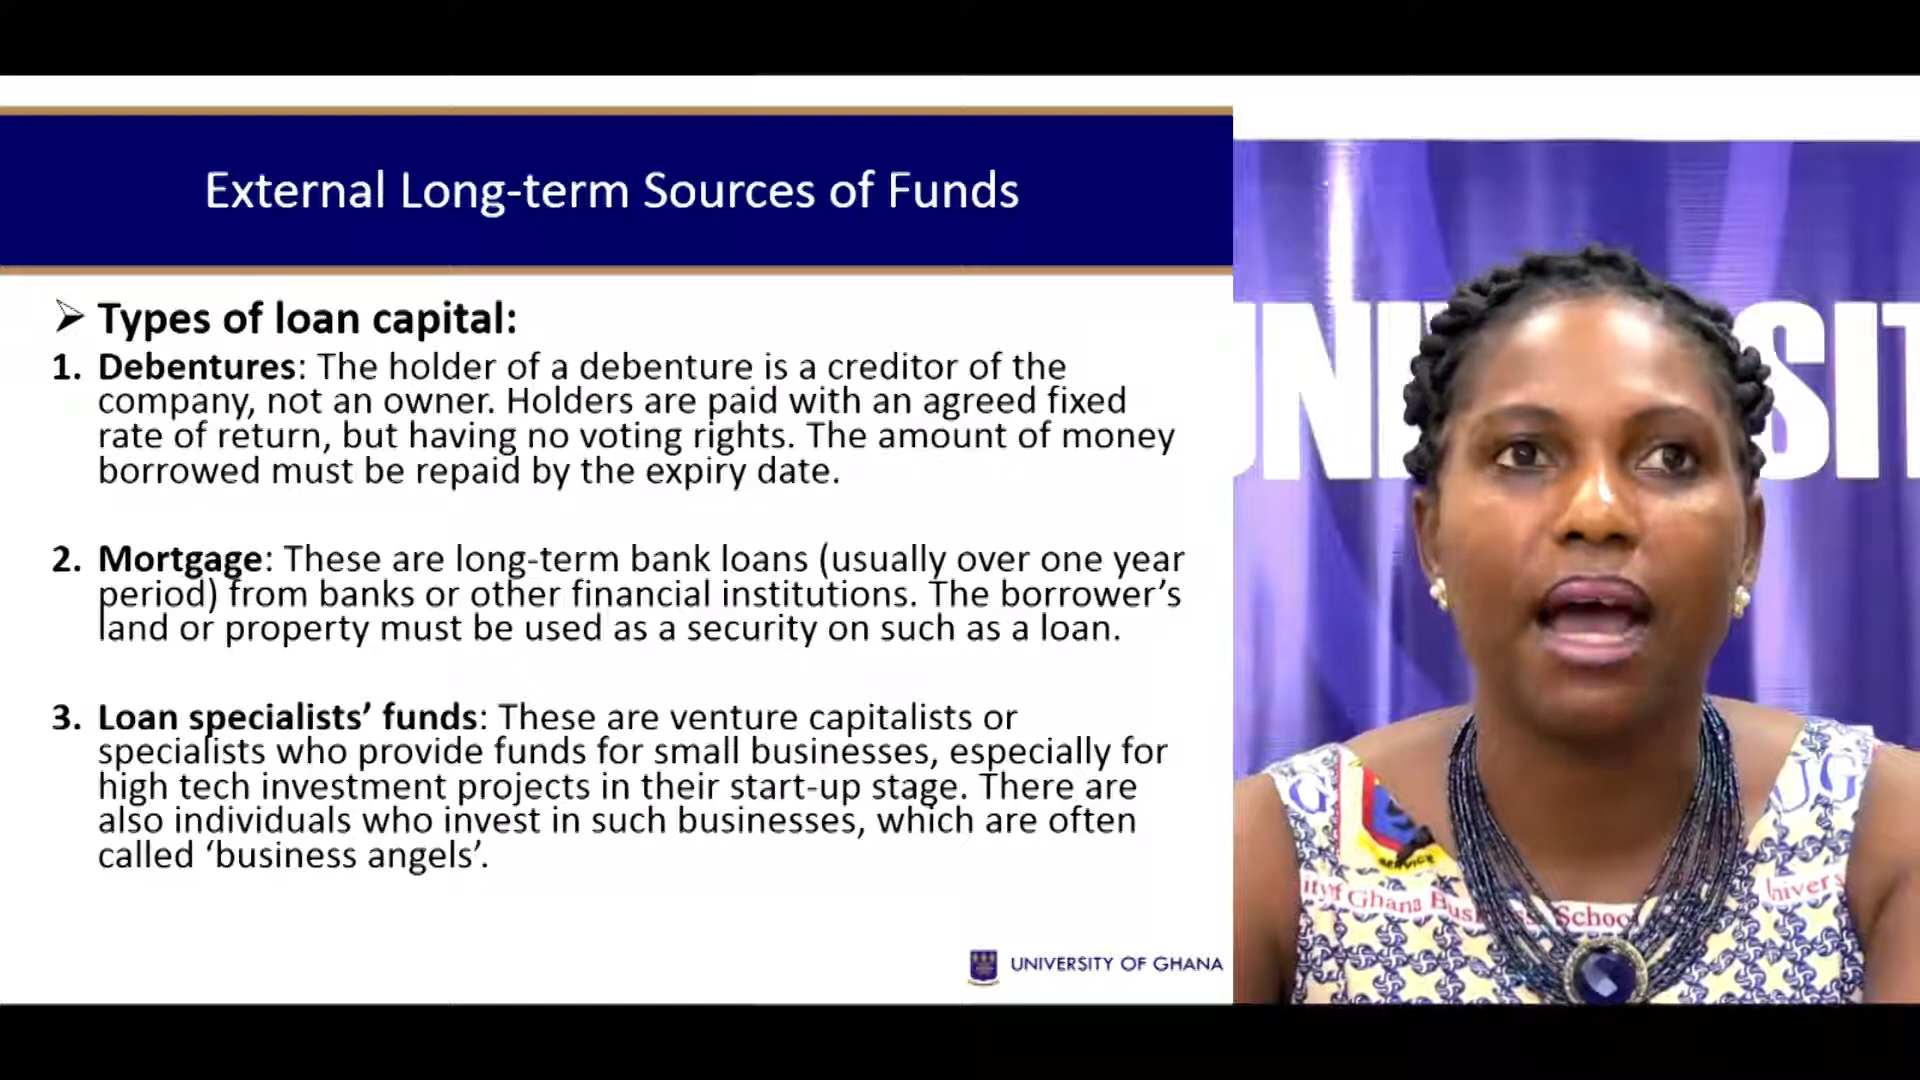 External Long-term Sources of Funds
➢ Types of loan capital:
1. Debentures: The holder of a debenture is a creditor of the
company, not an owner. Holders are paid with an agreed fixed
rate of return, but having no voting rights. The amount of money
borrowed must be repaid by the expiry date.
2. Mortgage: These are long-term bank loans (usually over one year
period) from banks or other financial institutions. The borrower’s
land or property must be used as a security on such as a loan.
3. Loan specialists’ funds: These are venture capitalists or
specialists who provide funds for small businesses, especially for
high tech investment projects in their start-up stage. There are
also individuals who invest in such businesses, which are often
called ‘business angels’.
UNIVERSITY OF GHANA
UG
SERVICE
of Ghana
School